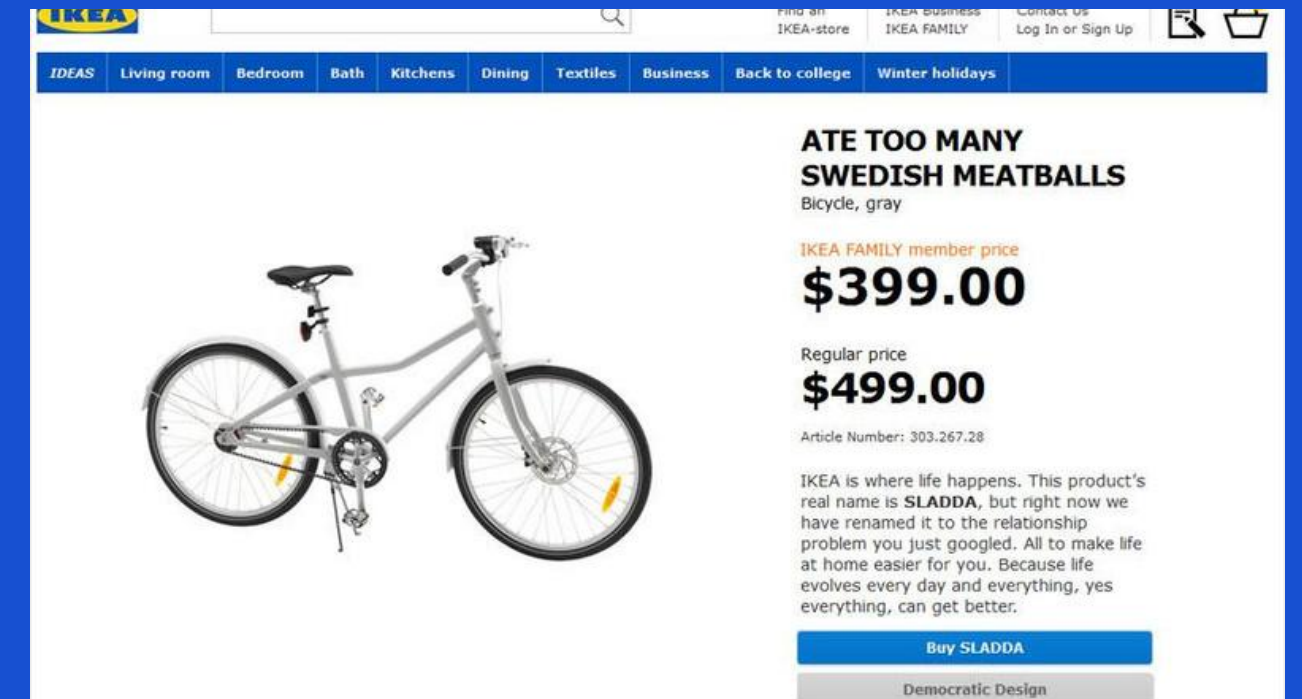 IKEA
Find an
IKEA-store
IKEA Business
IKEA FAMILY
Contact Us
Log In or Sign Up
IDEAS Living room Bedroom Bath Kitchens Dining Textiles Business Back to college Winter holidays
ATE TOO MANY
SWEDISH MEATBALLS
Bicycle, gray
IKEA FAMILY member price
$399.00
Regular price
$499.00
Article Number: 303.267.28
IKEA is where life happens. This product's
real name is SLADDA, but right now we
have renamed it to the relationship
problem you just googled. All to make life
at home easier for you. Because life
evolves every day and everything, yes
everything, can get better.
Buy SLADDA
Democratic Design